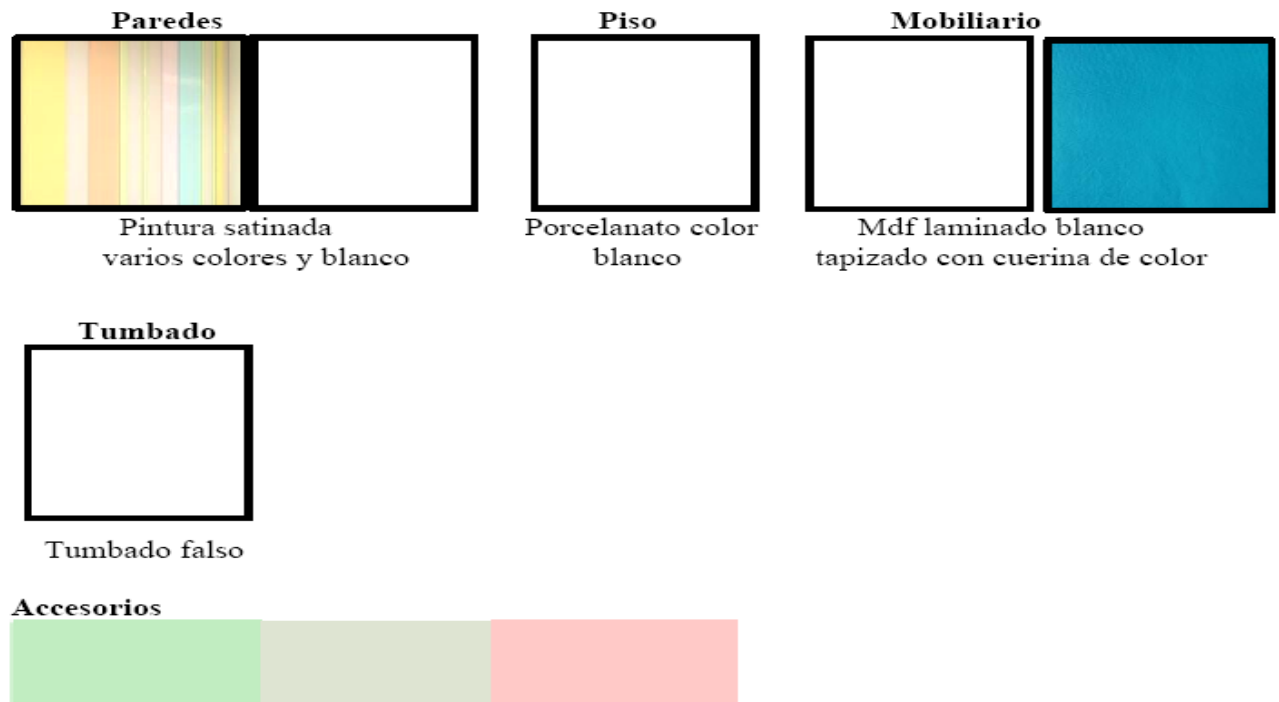 Paredes
Piso
Mobiliario
Pintura satinada
varios colores y blanco
Porcelanato color
blanco
Mdf laminado blanco
tapizado con cuerina de color
Tumbado
Tumbado falso
Accesorios